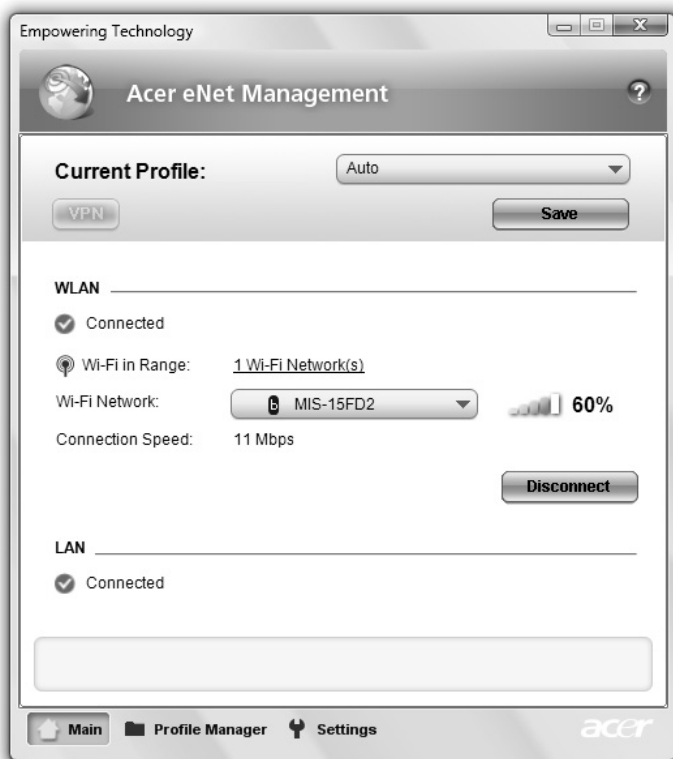 Empowering Technology
Acer eNet Management
?
Current Profile:
Auto
VPN
Save
WLAN
Connected
Wi-Fi in Range: 1 Wi-Fi Network(s)
Wi-Fi Network: b MIS-15FD2 60%
Connection Speed: 11 Mbps
Disconnect
LAN
Connected
Main Profile Manager Settings
acer